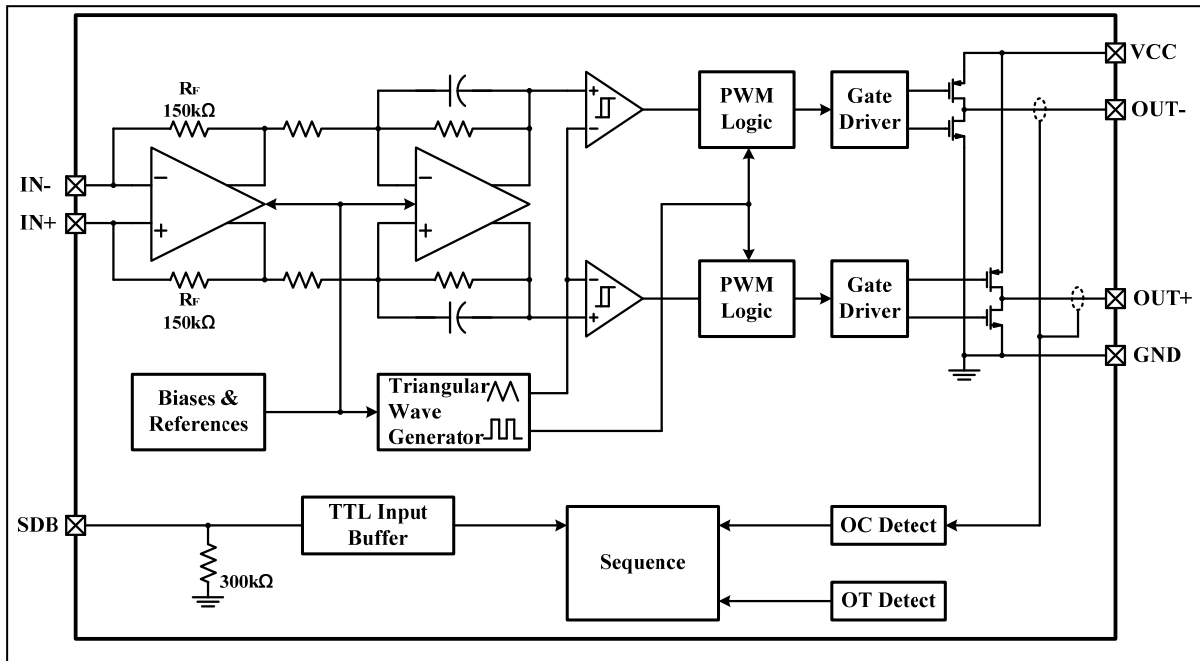 VCC
RF
150kΩ
PWM
Logic
Gate
Driver
OUT-
IN-
IN+
RF
150kΩ
PWM
Logic
Gate
Driver
OUT+
GND
Biases &
References
Triangular
Wave
Generator
SDB
TTL Input
Buffer
300kΩ
Sequence
OC Detect
OT Detect